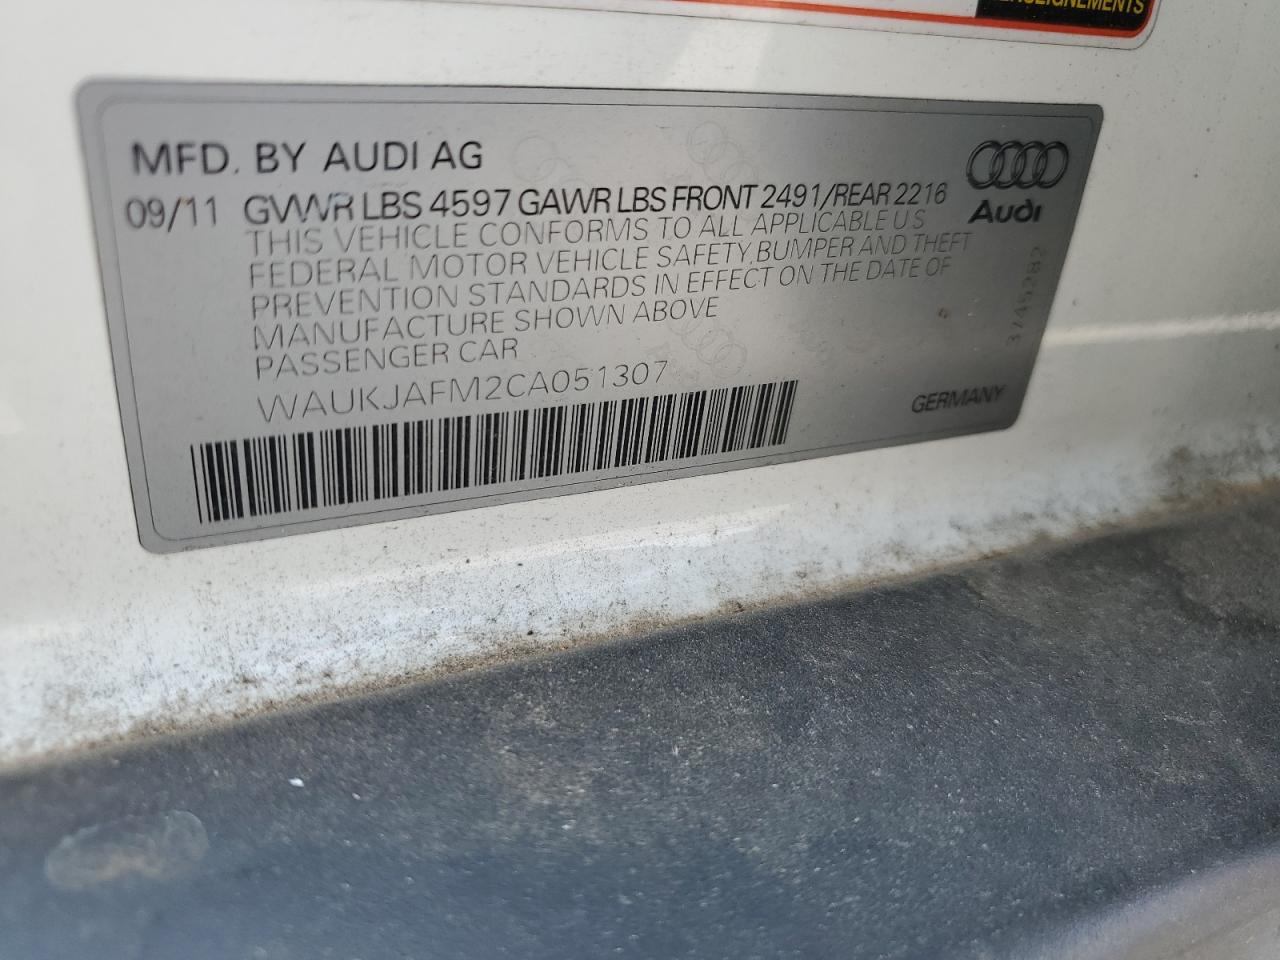 MFD. BY AUDI AG
09/11 GVWR LBS 4597 GAWR LBS FRONT 2491/REAR 2216
Audi
THIS VEHICLE CONFORMS TO ALL APPLICABLE U S
FEDERAL MOTOR VEHICLE SAFETY,BUMPER AND THEFT
PREVENTION STANDARDS IN EFFECT ON THE DATE OF
MANUFACTURE SHOWN ABOVE
PASSENGER CAR
WAUKJAFM2CA051307
GERMANY